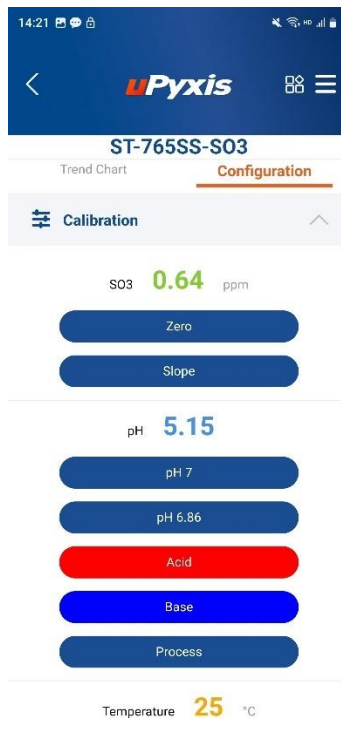 14:21 HD
uPyxis
ST-765SS-SO3
Trend Chart Configuration
Calibration
SO3 0.64 ppm
Zero
Slope
pH 5.15
pH 7
pH 6.86
Acid
Base
Process
Temperature 25 °C